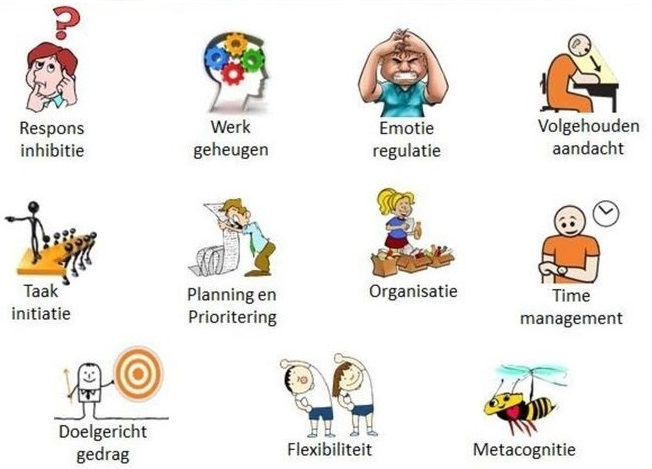 ?
Respons
inhibitie
Werk
geheugen
Emotie
regulatie
Volgehouden
aandacht
Taak
initiatie
Planning en
Prioritering
Organisatie
Time
management
Doelgericht
gedrag
Flexibiliteit
Metacognitie